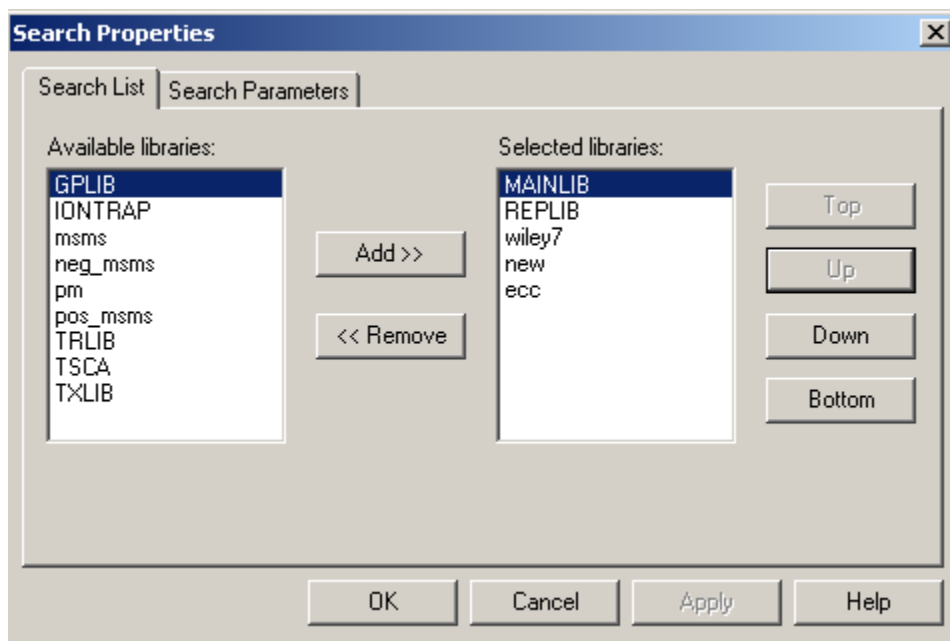 Search Properties
Search List
Search Parameters
Available libraries:
GPLIB
IONTRAP
msms
neg_msms
pm
pos_msms
TRLIB
TSCA
TXLIB
Add >>
<< Remove
Selected libraries:
MAINLIB
REPLIB
wiley7
new
ecc
Top
Up
Down
Bottom
OK
Cancel
Apply
Help